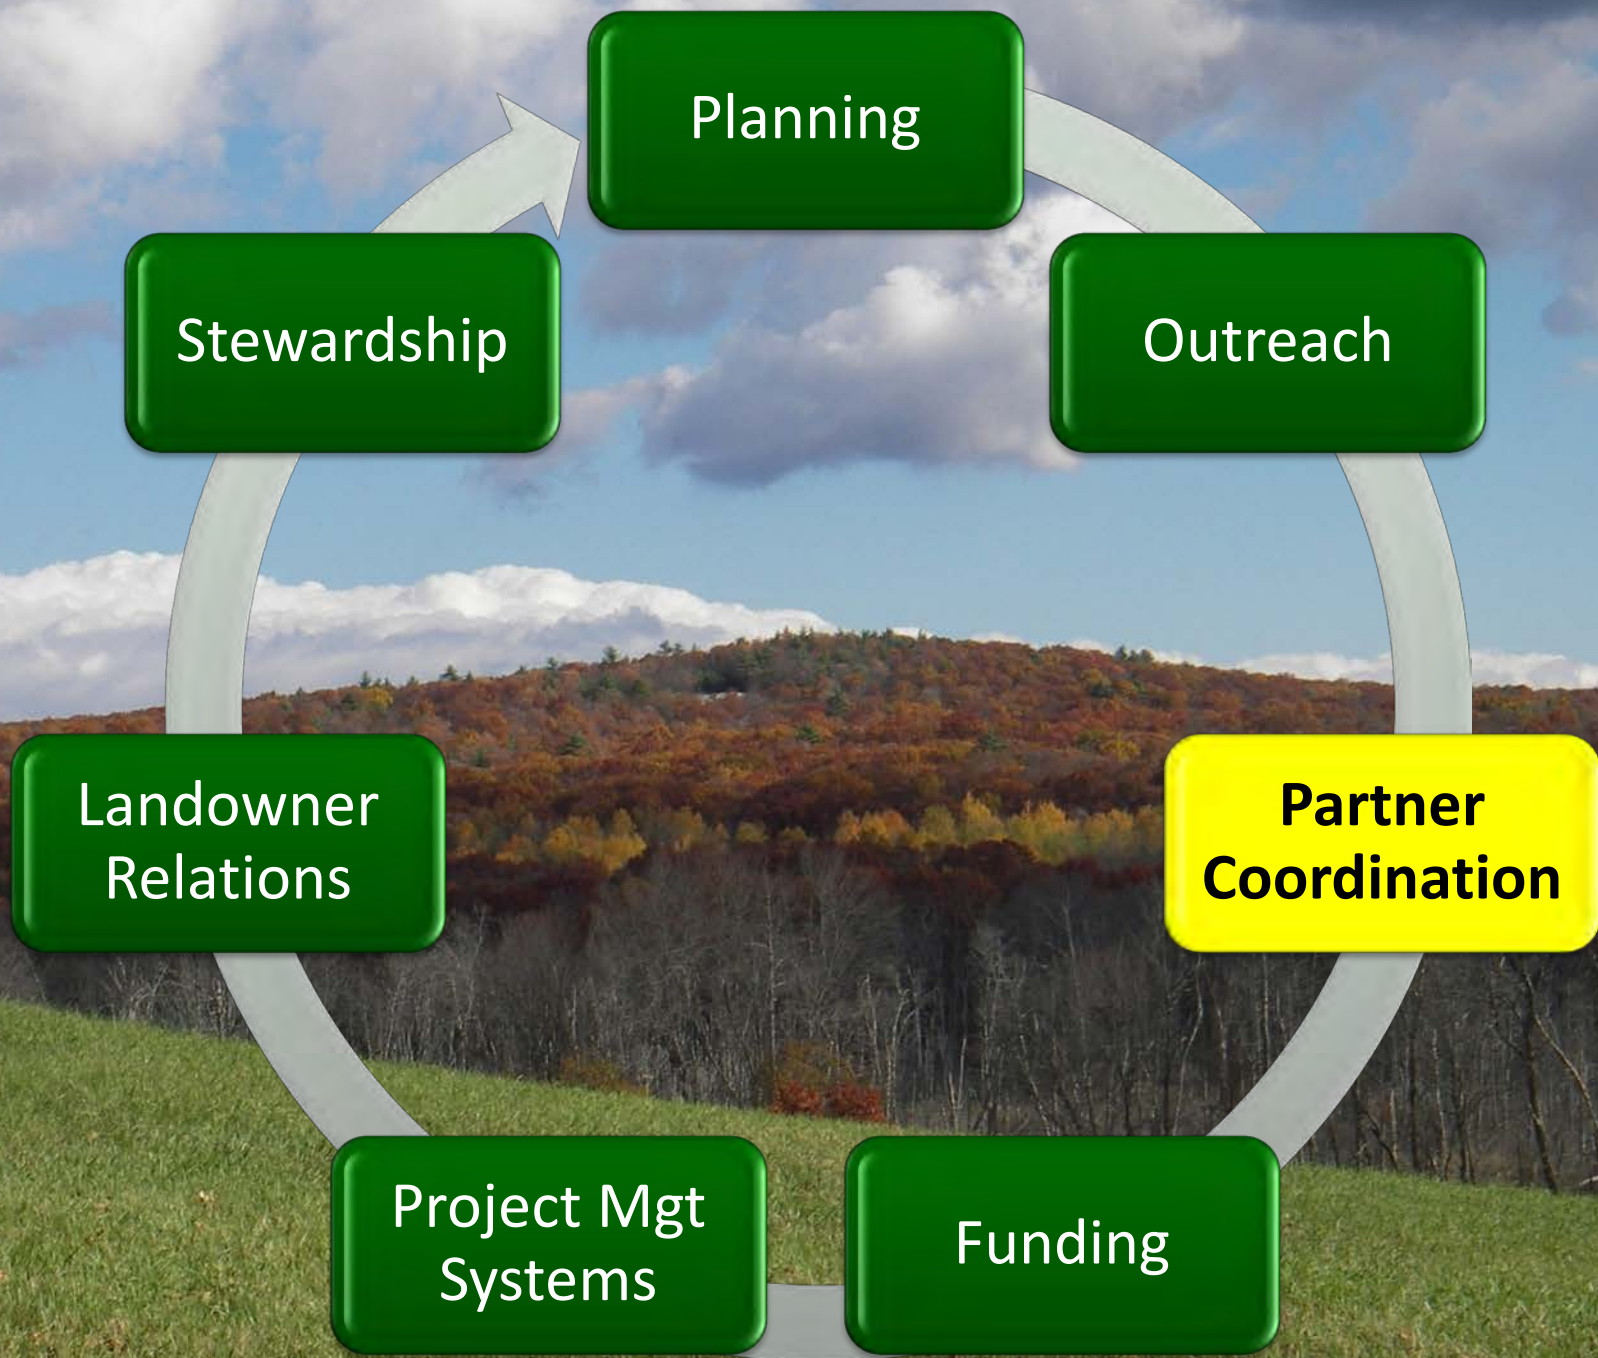 Planning
Outreach
Partner
Coordination
Funding
Project Mgt
Systems
Landowner
Relations
Stewardship